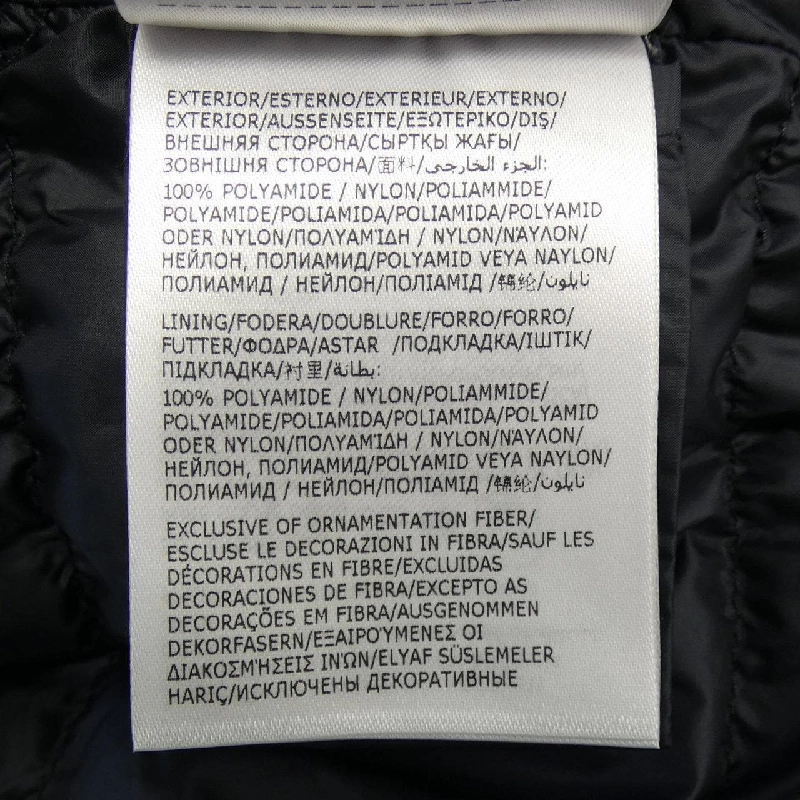 EXTERIOR/ESTERNO/EXTERIEUR/EXTERNO/
EXTERIOR/AUSSENSEITE/ΕΞΩΤΕΡΙΚΟ/DIŞ/
ВНЕШНЯЯ СТОРОНА/СЫРТҚЫ ЖАҒЫ/
ЗОВНІШНЯ СТОРОНА/面料/الجزء الخارجي:
100% POLYAMIDE / NYLON/POLIAMMIDE/
POLYAMIDE/POLIAMIDA/POLIAMIDA/POLYAMID
ODER NYLON/ΠΟΛΥΑΜΊΔΗ / NYLON/ΝΆΥΛΟΝ/
НЕЙЛОН, ПОЛИАМИД/POLYAMID VEYA NAYLON/
ПОЛИАМИД / НЕЙЛОН/ПОЛІАМІД /锦纶/نايلون
LINING/FODERA/DOUBLURE/FORRO/FORRO/
FUTTER/ΦΟΔΡΑ/ASTAR /ПОДКЛАДКА/ІШТІК/
ПІДКЛАДКА/衬里/بطانة:
100% POLYAMIDE / NYLON/POLIAMMIDE/
POLYAMIDE/POLIAMIDA/POLIAMIDA/POLYAMID
ODER NYLON/ΠΟΛΥΑΜΊΔΗ / NYLON/ΝΆΥΛΟΝ/
НЕЙЛОН, ПОЛИАМИД/POLYAMID VEYA NAYLON/
ПОЛИАМИД / НЕЙЛОН/ПОЛІАМІД /锦纶/نايلون
EXCLUSIVE OF ORNAMENTATION FIBER/
ESCLUSE LE DECORAZIONI IN FIBRA/SAUF LES
DÉCORATIONS EN FIBRE/EXCLUIDAS
DECORACIONES DE FIBRA/EXCEPTO AS
DECORAÇÕES EM FIBRA/AUSGENOMMEN
DEKORFASERN/ΕΞΑΙΡΟΎΜΕΝΕΣ ΟΙ
ΔΙΑΚΟΣΜΉΣΕΙΣ ΙΝΏΝ/ELYAF SÜSLEMELER
HARIÇ/ИСКЛЮЧЕНЫ ДЕКОРАТИВНЫЕ